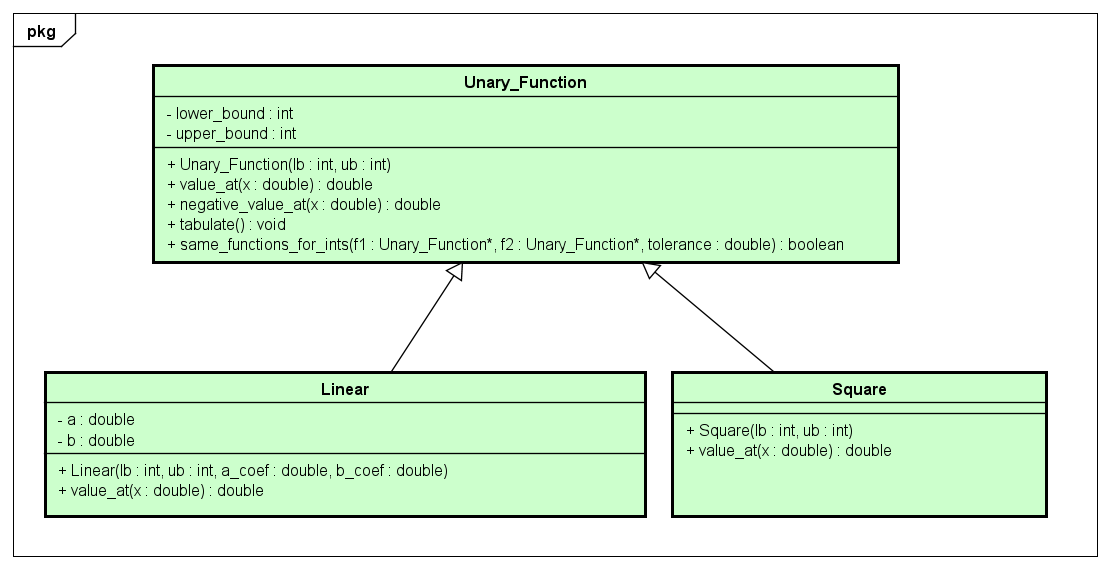 pkg
Unary_Function
- lower_bound : int
- upper_bound : int
+ Unary_Function(lb : int, ub : int)
+ value_at(x : double) : double
+ negative_value_at(x : double) : double
+ tabulate() : void
+ same_functions_for_ints(f1 : Unary_Function*, f2 : Unary_Function*, tolerance : double) : boolean
Linear
- a : double
- b : double
+ Linear(lb : int, ub : int, a_coef : double, b_coef : double)
+ value_at(x : double) : double
Square
+ Square(lb : int, ub : int)
+ value_at(x : double) : double